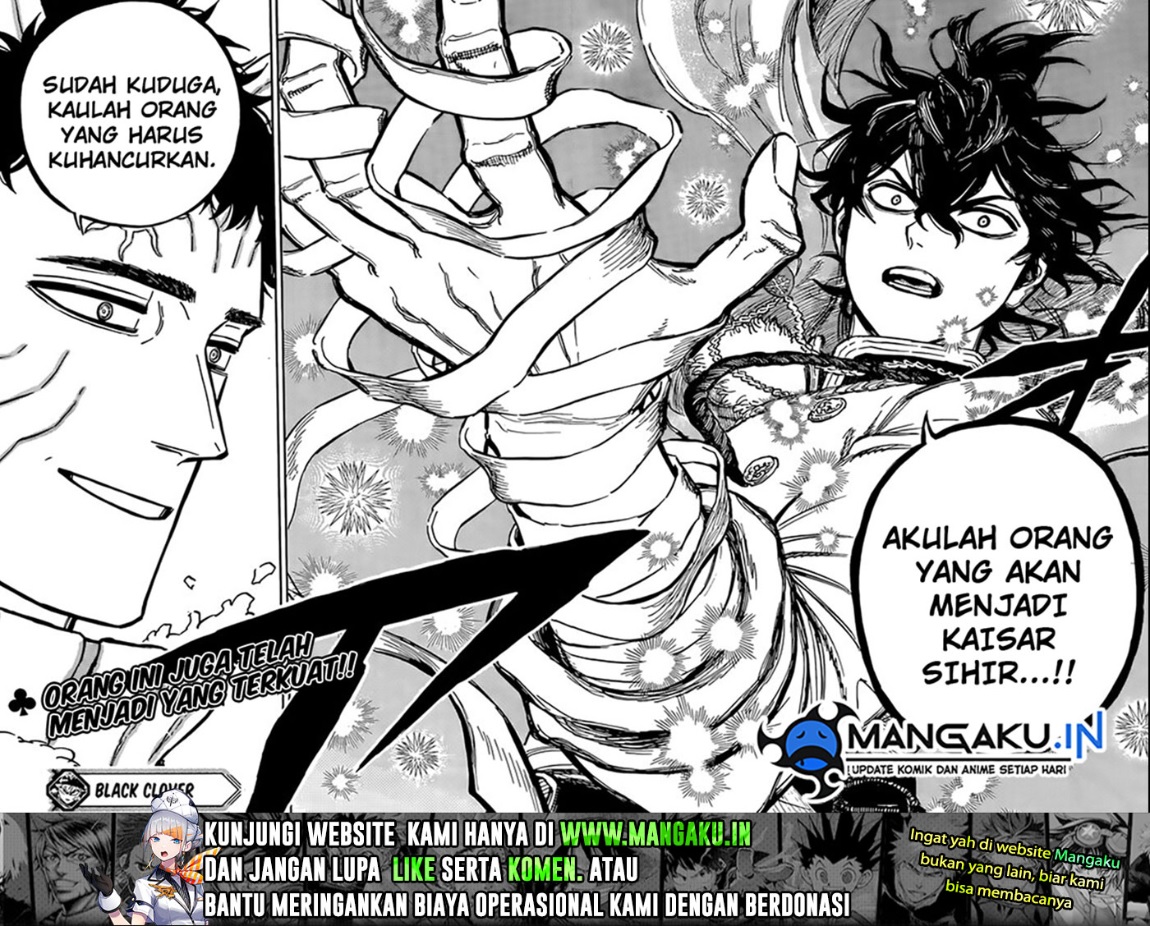 SUDAH KUDUGA,
KAULAH ORANG
YANG HARUS
KUHANCURKAN.
AKULAH ORANG
YANG AKAN
MENJADI
KAISAR
SIHIR...!!
ORANG INI JUGA TELAH
MENJADI YANG TERKUAT!!
MANGAKU.IN
UPDATE KOMIK DAN ANIME SETIAP HARI
BLACK CLOVER
KUNJUNGI WEBSITE KAMI HANYA DI WWW.MANGAKU.IN
DAN JANGAN LUPA LIKE SERTA KOMEN. ATAU
BANTU MERINGANKAN BIAYA OPERASIONAL KAMI DENGAN BERDONASI
Ingat yah di website Mangaku
bukan yang lain, biar kami
bisa membacanya